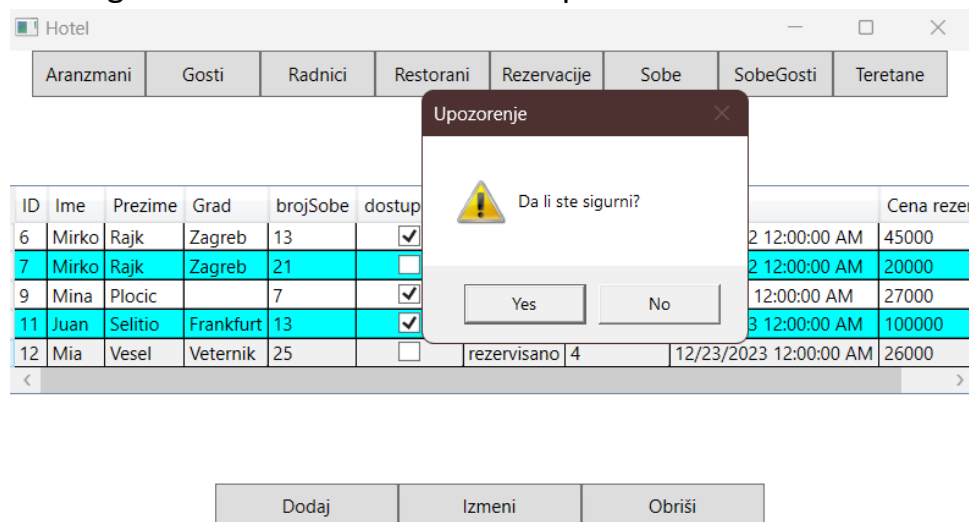 Hotel
Aranzmani Gosti Radnici Restorani Rezervacije Sobe SobeGosti Teretane
Upozorenje
Da li ste sigurni?
Yes No
ID Ime Prezime Grad brojSobe dostup Cena rezer
6 Mirko Rajk Zagreb 13 2 12:00:00 AM 45000
7 Mirko Rajk Zagreb 21 2 12:00:00 AM 20000
9 Mina Plocic 7 12:00:00 AM 27000
11 Juan Selitio Frankfurt 13 3 12:00:00 AM 100000
12 Mia Vesel Veternik 25 rezervisano 4 12/23/2023 12:00:00 AM 26000
Dodaj Izmeni Obriši